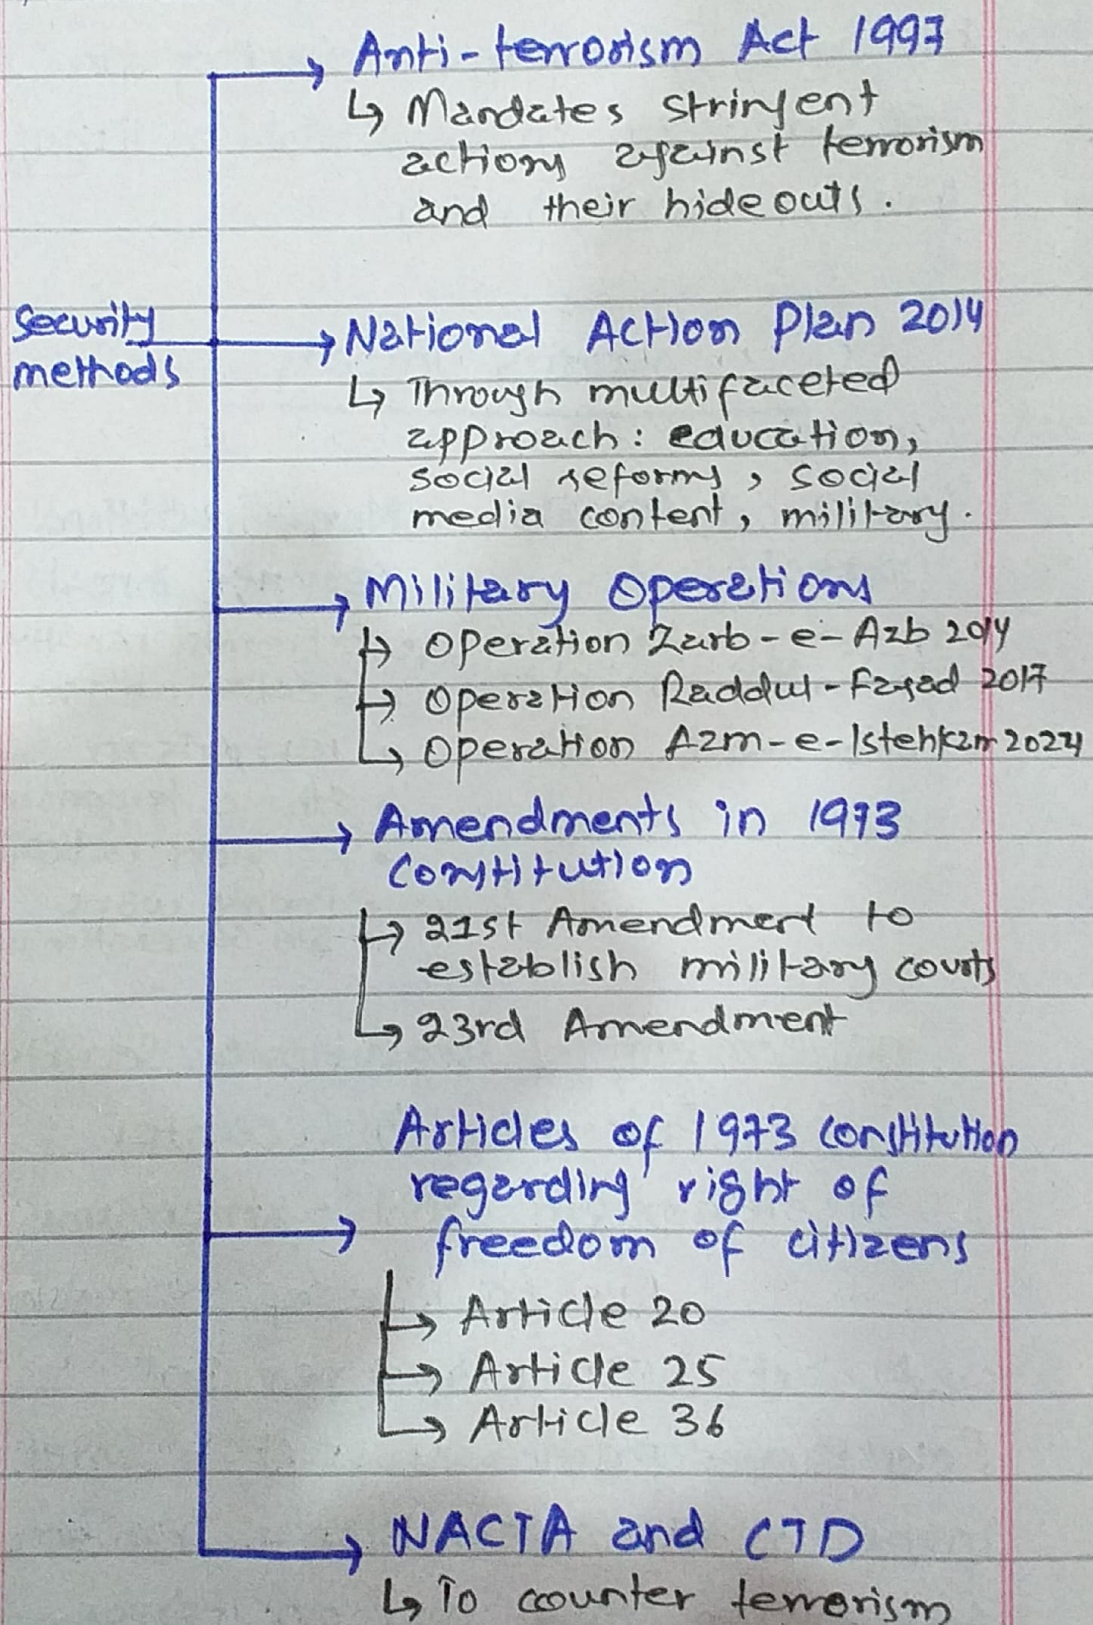 Anti-terrorism Act 1997
↳ Mandates stringent
actions against terrorism
and their hideouts.
Security
methods
National Action Plan 2014
↳ Through multifaceted
approach: education,
social reforms, social
media content, military.
Military Operations
↳ Operation Zarb-e-Azb 2014
↳ Operation Raddul-Fasad 2017
↳ Operation Azm-e-Istehkam 2024
Amendments in 1973
Constitution
↳ 21st Amendment to
establish military courts
↳ 23rd Amendment
Articles of 1973 constitution
regarding right of
freedom of citizens
↳ Article 20
↳ Article 25
↳ Article 36
NACTA and CTD
↳ To counter terrorism